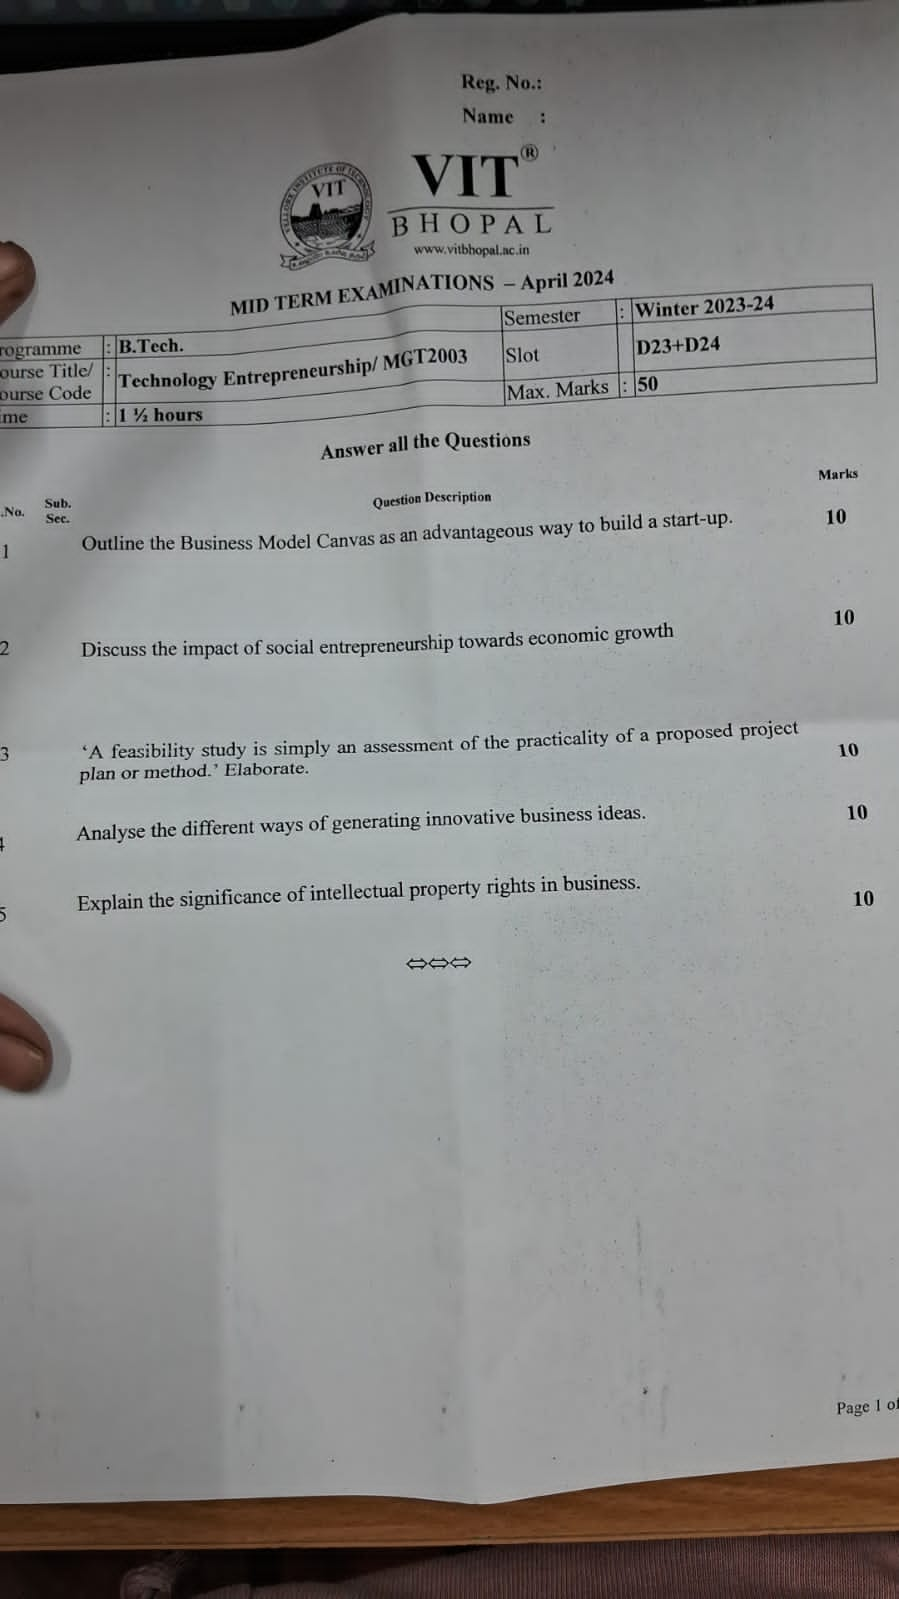 Reg. No.:
Name :
VIT®
VIT
BHOPAL
www.vitbhopal.ac.in
MID TERM EXAMINATIONS – April 2024
rogramme : B.Tech. Semester : Winter 2023-24
ourse Title/ : Technology Entrepreneurship/ MGT2003 Slot D23+D24
ourse Code Max. Marks : 50
ime : 1 ½ hours
Answer all the Questions
.No. Sub. Sec. Question Description Marks
1 Outline the Business Model Canvas as an advantageous way to build a start-up. 10
2 Discuss the impact of social entrepreneurship towards economic growth 10
3 ‘A feasibility study is simply an assessment of the practicality of a proposed project
plan or method.’ Elaborate. 10
4 Analyse the different ways of generating innovative business ideas. 10
5 Explain the significance of intellectual property rights in business. 10
⇔⇔⇔
Page 1 of